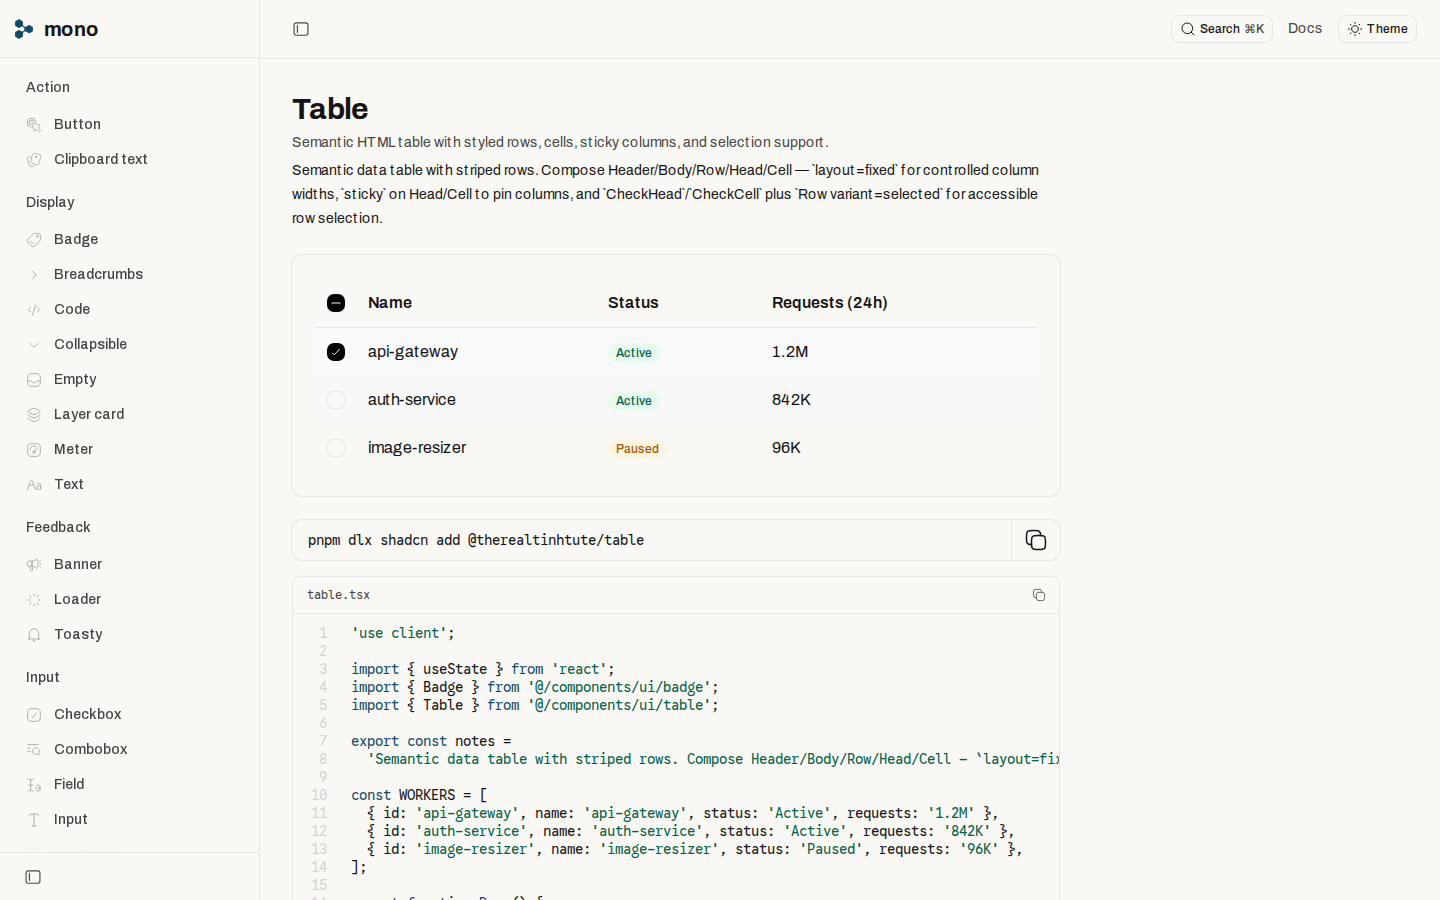 mono
Search ⌘K
Docs
Theme
Action
Button
Clipboard text
Display
Badge
Breadcrumbs
Code
Collapsible
Empty
Layer card
Meter
Text
Feedback
Banner
Loader
Toasty
Input
Checkbox
Combobox
Field
Input
Table
Semantic HTML table with styled rows, cells, sticky columns, and selection support.
Semantic data table with striped rows. Compose Header/Body/Row/Head/Cell — `layout=fixed` for controlled column
widths, `sticky` on Head/Cell to pin columns, and `CheckHead`/`CheckCell` plus `Row variant=selected` for accessible
row selection.
Name Status Requests (24h)
api-gateway Active 1.2M
auth-service Active 842K
image-resizer Paused 96K
pnpm dlx shadcn add @therealtinhtute/table
table.tsx
1 'use client';
2
3 import { useState } from 'react';
4 import { Badge } from '@/components/ui/badge';
5 import { Table } from '@/components/ui/table';
6
7 export const notes =
8 'Semantic data table with striped rows. Compose Header/Body/Row/Head/Cell — `layout=fix
9
10 const WORKERS = [
11 { id: 'api-gateway', name: 'api-gateway', status: 'Active', requests: '1.2M' },
12 { id: 'auth-service', name: 'auth-service', status: 'Active', requests: '842K' },
13 { id: 'image-resizer', name: 'image-resizer', status: 'Paused', requests: '96K' },
14 ];
15